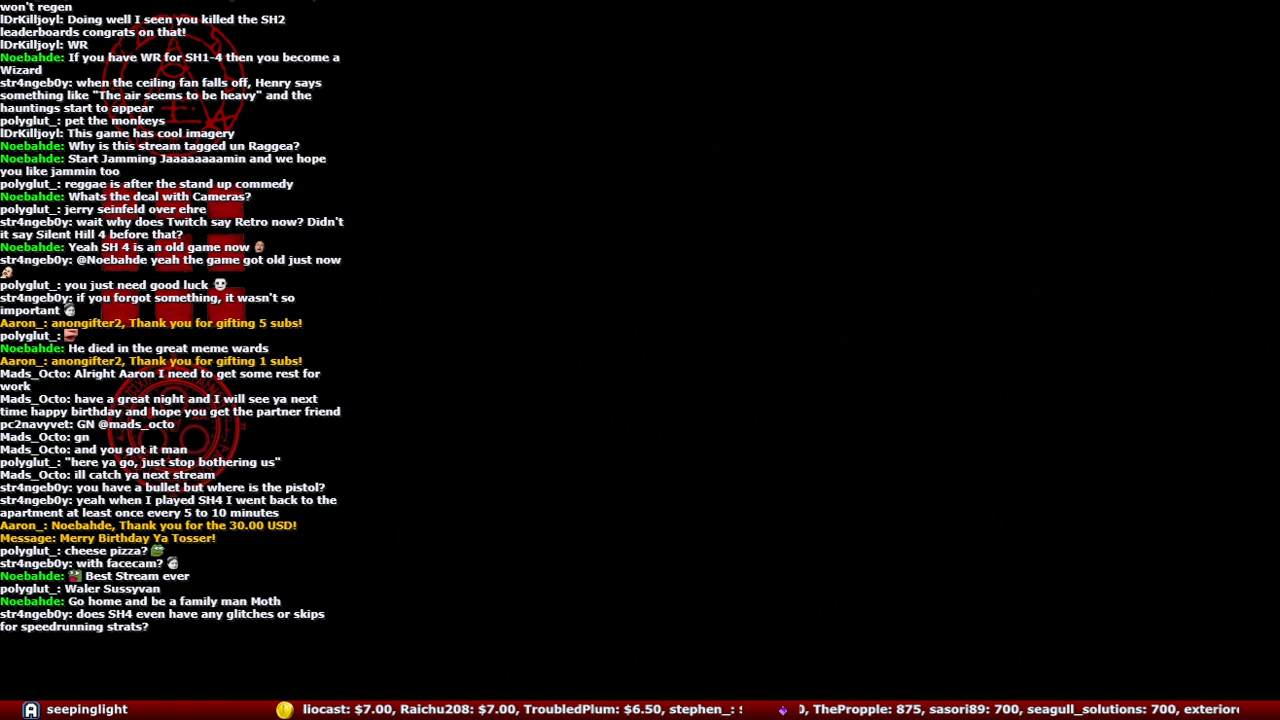 won't regen
lDrKilljoyl: Doing well I seen you killed the SH2
leaderboards congrats on that!
lDrKilljoyl: WR
Noebahde: If you have WR for SH1-4 then you become a
Wizard
str4ngeb0y: when the ceiling fan falls off, Henry says
something like "The air seems to be heavy" and the
hauntings start to appear
polyglut_: pet the monkeys
lDrKilljoyl: This game has cool imagery
Noebahde: Why is this stream tagged un Raggea?
Noebahde: Start Jamming Jaaaaaaamin and we hope
you like jammin too
polyglut_: reggae is after the stand up commedy
Noebahde: Whats the deal with Cameras?
polyglut_: jerry seinfeld over ehre
str4ngeb0y: wait why does Twitch say Retro now? Didn't
it say Silent Hill 4 before that?
Noebahde: Yeah SH 4 is an old game now
str4ngeb0y: @Noebahde yeah the game got old just now
polyglut_: you just need good luck
str4ngeb0y: if you forgot something, it wasn't so
important
Aaron_: anongifter2, Thank you for gifting 5 subs!
polyglut_:
Noebahde: He died in the great meme wards
Aaron_: anongifter2, Thank you for gifting 1 subs!
Mads_Octo: Alright Aaron I need to get some rest for
work
Mads_Octo: have a great night and I will see ya next
time happy birthday and hope you get the partner friend
pc2navyvet: GN @mads_octo
Mads_Octo: gn
Mads_Octo: and you got it man
polyglut_: "here ya go, just stop bothering us"
Mads_Octo: ill catch ya next stream
str4ngeb0y: you have a bullet but where is the pistol?
str4ngeb0y: yeah when I played SH4 I went back to the
apartment at least once every 5 to 10 minutes
Aaron_: Noebahde, Thank you for the 30.00 USD!
Message: Merry Birthday Ya Tosser!
polyglut_: cheese pizza?
str4ngeb0y: with facecam?
Noebahde: Best Stream ever
polyglut_: Waler Sussyvan
Noebahde: Go home and be a family man Moth
str4ngeb0y: does SH4 even have any glitches or skips
for speedrunning strats?
seepinglight liocast: $7.00, Raichu208: $7.00, TroubledPlum: $6.50, stephen_: 0, ThePropple: 875, sasori89: 700, seagull_solutions: 700, exterior